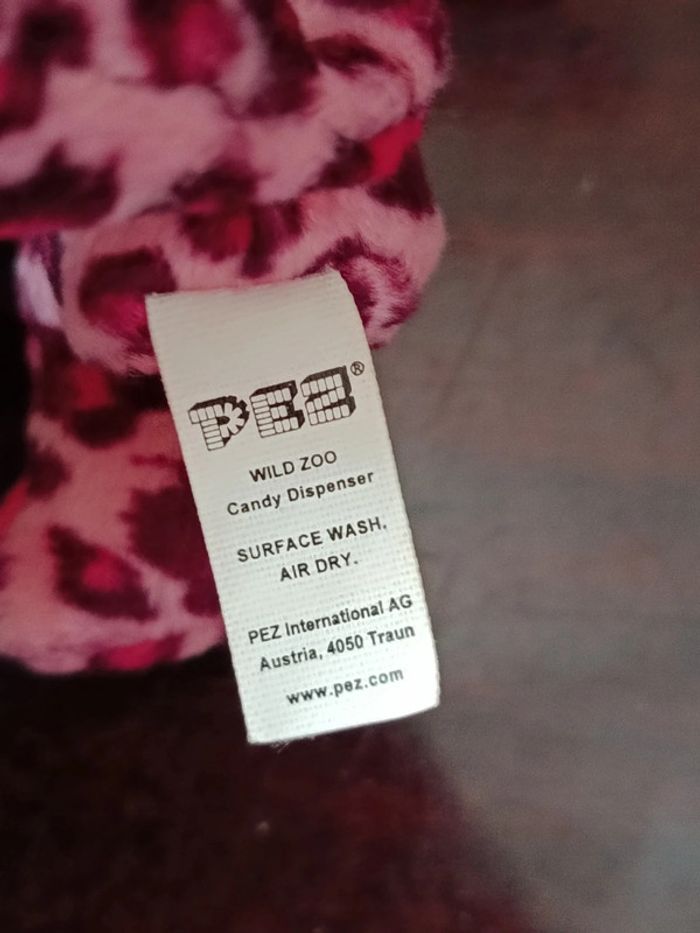 PEZ®
WILD ZOO
Candy Dispenser
SURFACE WASH.
AIR DRY.
PEZ International AG
Austria, 4050 Traun
www.pez.com